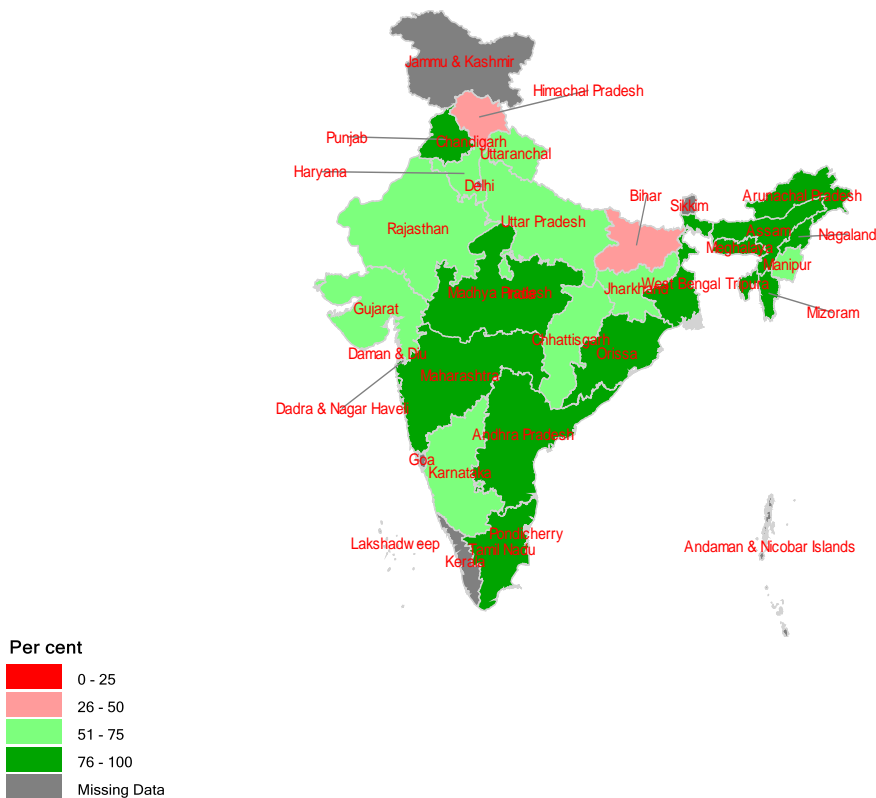 Jammu & Kashmir
Himachal Pradesh
Punjab
Chandigarh
Uttaranchal
Haryana
Delhi
Bihar
Sikkim
Arunachal Pradesh
Rajasthan
Uttar Pradesh
Assam
Nagaland
Meghalaya
Manipur
Jharkhand
West Bengal
Tripura
Madhya Pradesh
Gujarat
Mizoram
Chhattisgarh
Daman & Diu
Orissa
Maharashtra
Dadra & Nagar Haveli
Andhra Pradesh
Goa
Karnataka
Pondicherry
Lakshadweep
Tamil Nadu
Andaman & Nicobar Islands
Kerala
Per cent
0 - 25
26 - 50
51 - 75
76 - 100
Missing Data